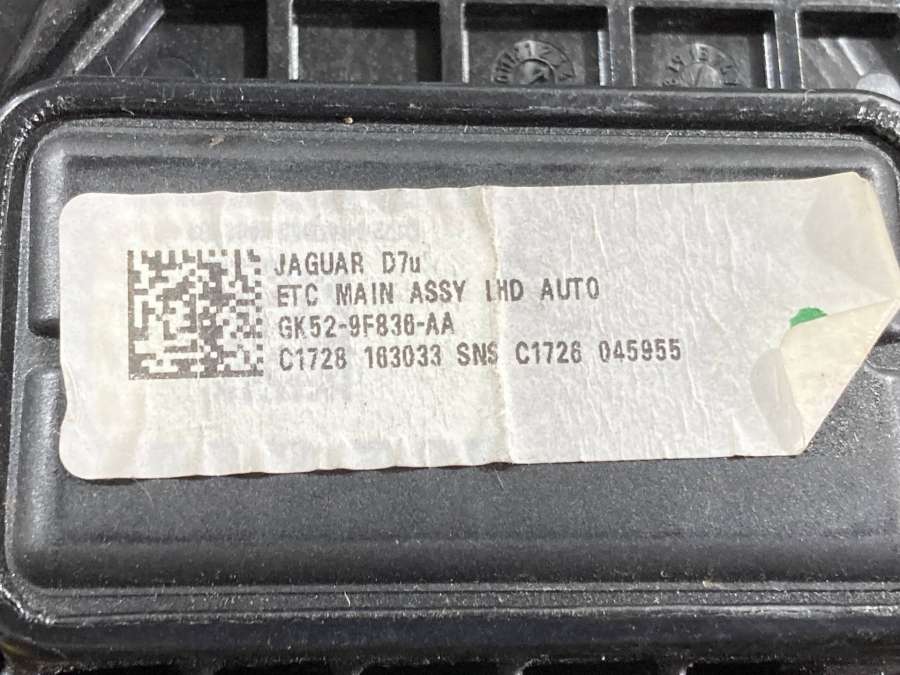 JAGUAR D7u
ETC MAIN ASSY LHD AUTO
GK52-9F836-AA
C1728 163033 SNS C1726 045955